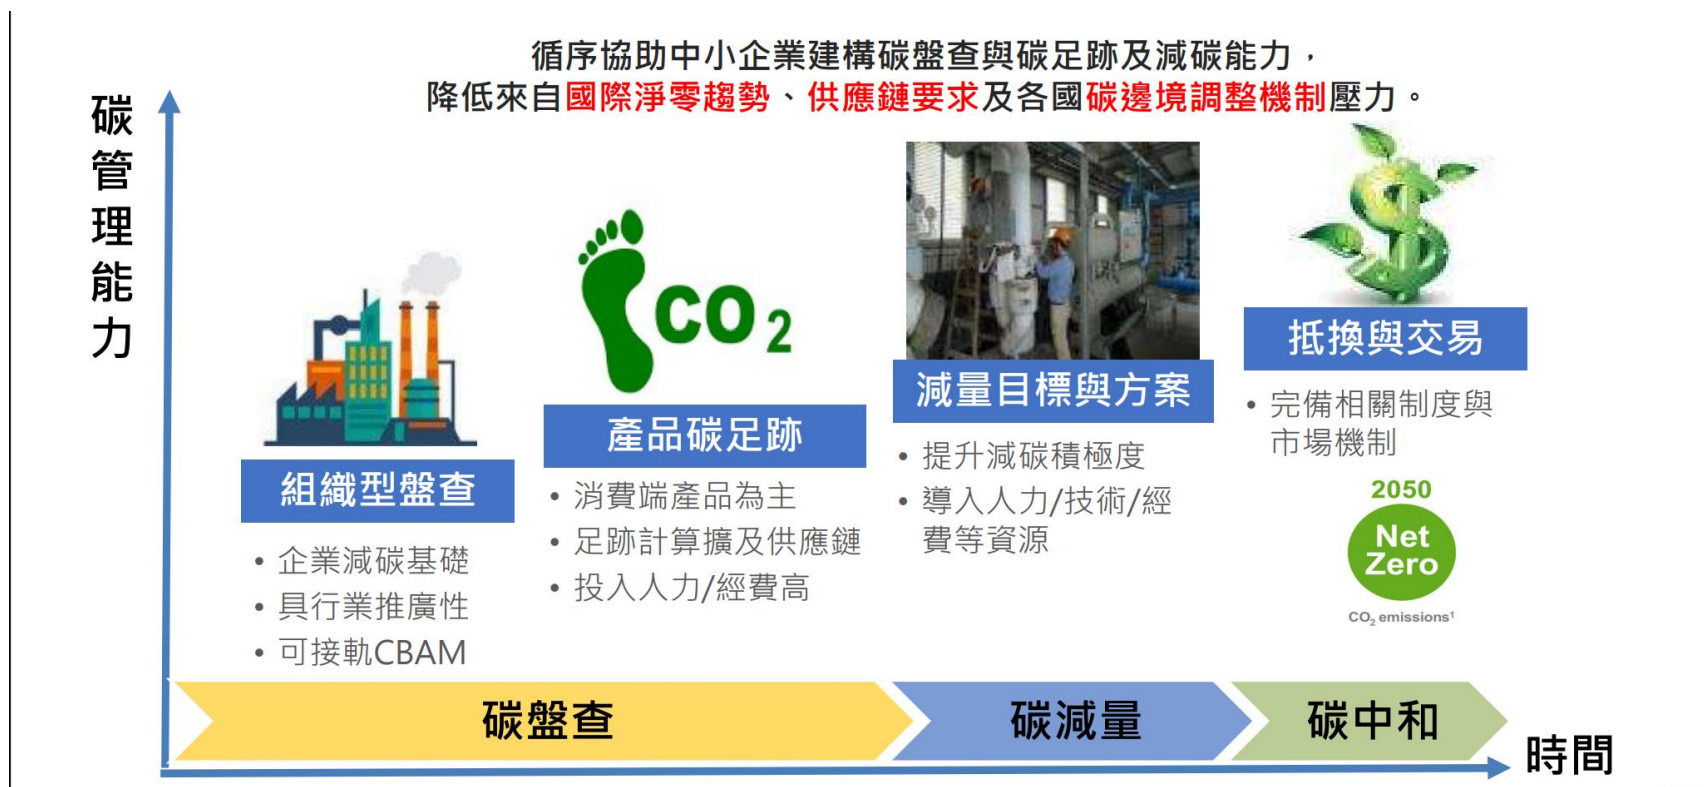 循序協助中小企業建構碳盤查與碳足跡及減碳能力，
降低來自國際淨零趨勢、供應鏈要求及各國碳邊境調整機制壓力。
碳管理能力
組織型盤查
• 企業減碳基礎
• 具行業推廣性
• 可接軌CBAM
CO2
產品碳足跡
• 消費端產品為主
• 足跡計算擴及供應鏈
• 投入人力/經費高
減量目標與方案
• 提升減碳積極度
• 導入人力/技術/經
費等資源
抵換與交易
• 完備相關制度與
市場機制
2050
Net
Zero
CO₂ emissions¹
碳盤查
碳減量
碳中和
時間